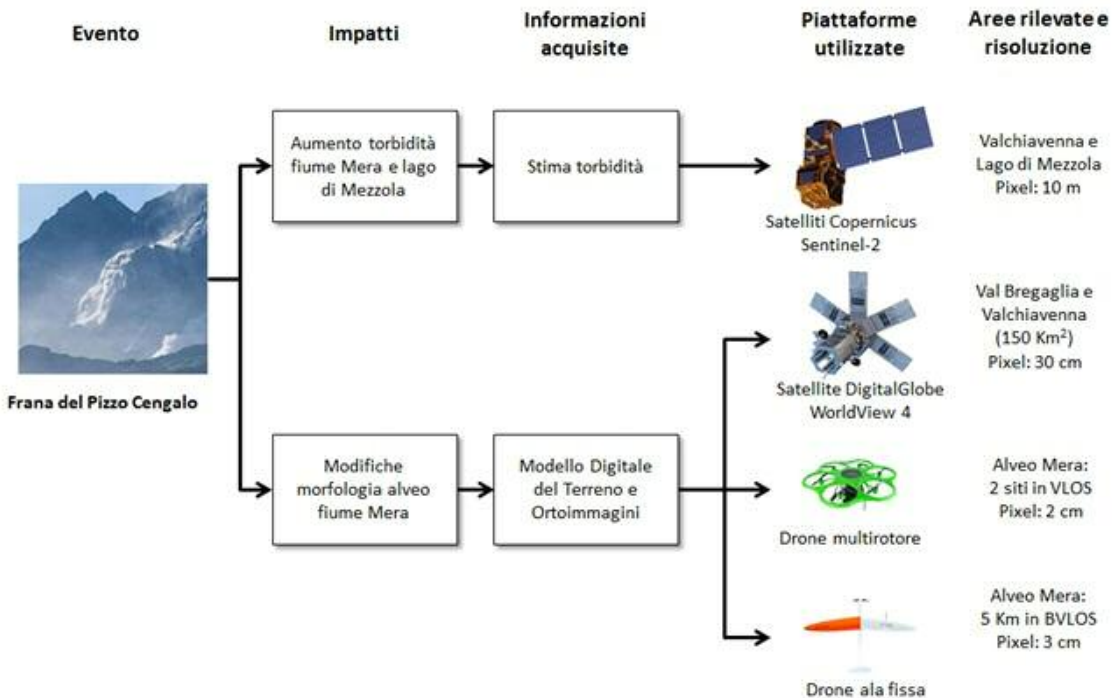 Evento
Impatti
Informazioni
acquisite
Piattaforme
utilizzate
Aree rilevate e
risoluzione
Frana del Pizzo Cengalo
Aumento torbidità
fiume Mera e lago
di Mezzola
Stima torbidità
Satelliti Copernicus
Sentinel-2
Valchiavenna e
Lago di Mezzola
Pixel: 10 m
Satellite DigitalGlobe
WorldView 4
Val Bregaglia e
Valchiavenna
(150 Km²)
Pixel: 30 cm
Modifiche
morfologia alveo
fiume Mera
Modello Digitale
del Terreno e
Ortoimmagini
Drone multirotore
Alveo Mera:
2 siti in VLOS
Pixel: 2 cm
Drone ala fissa
Alveo Mera:
5 Km in BVLOS
Pixel: 3 cm